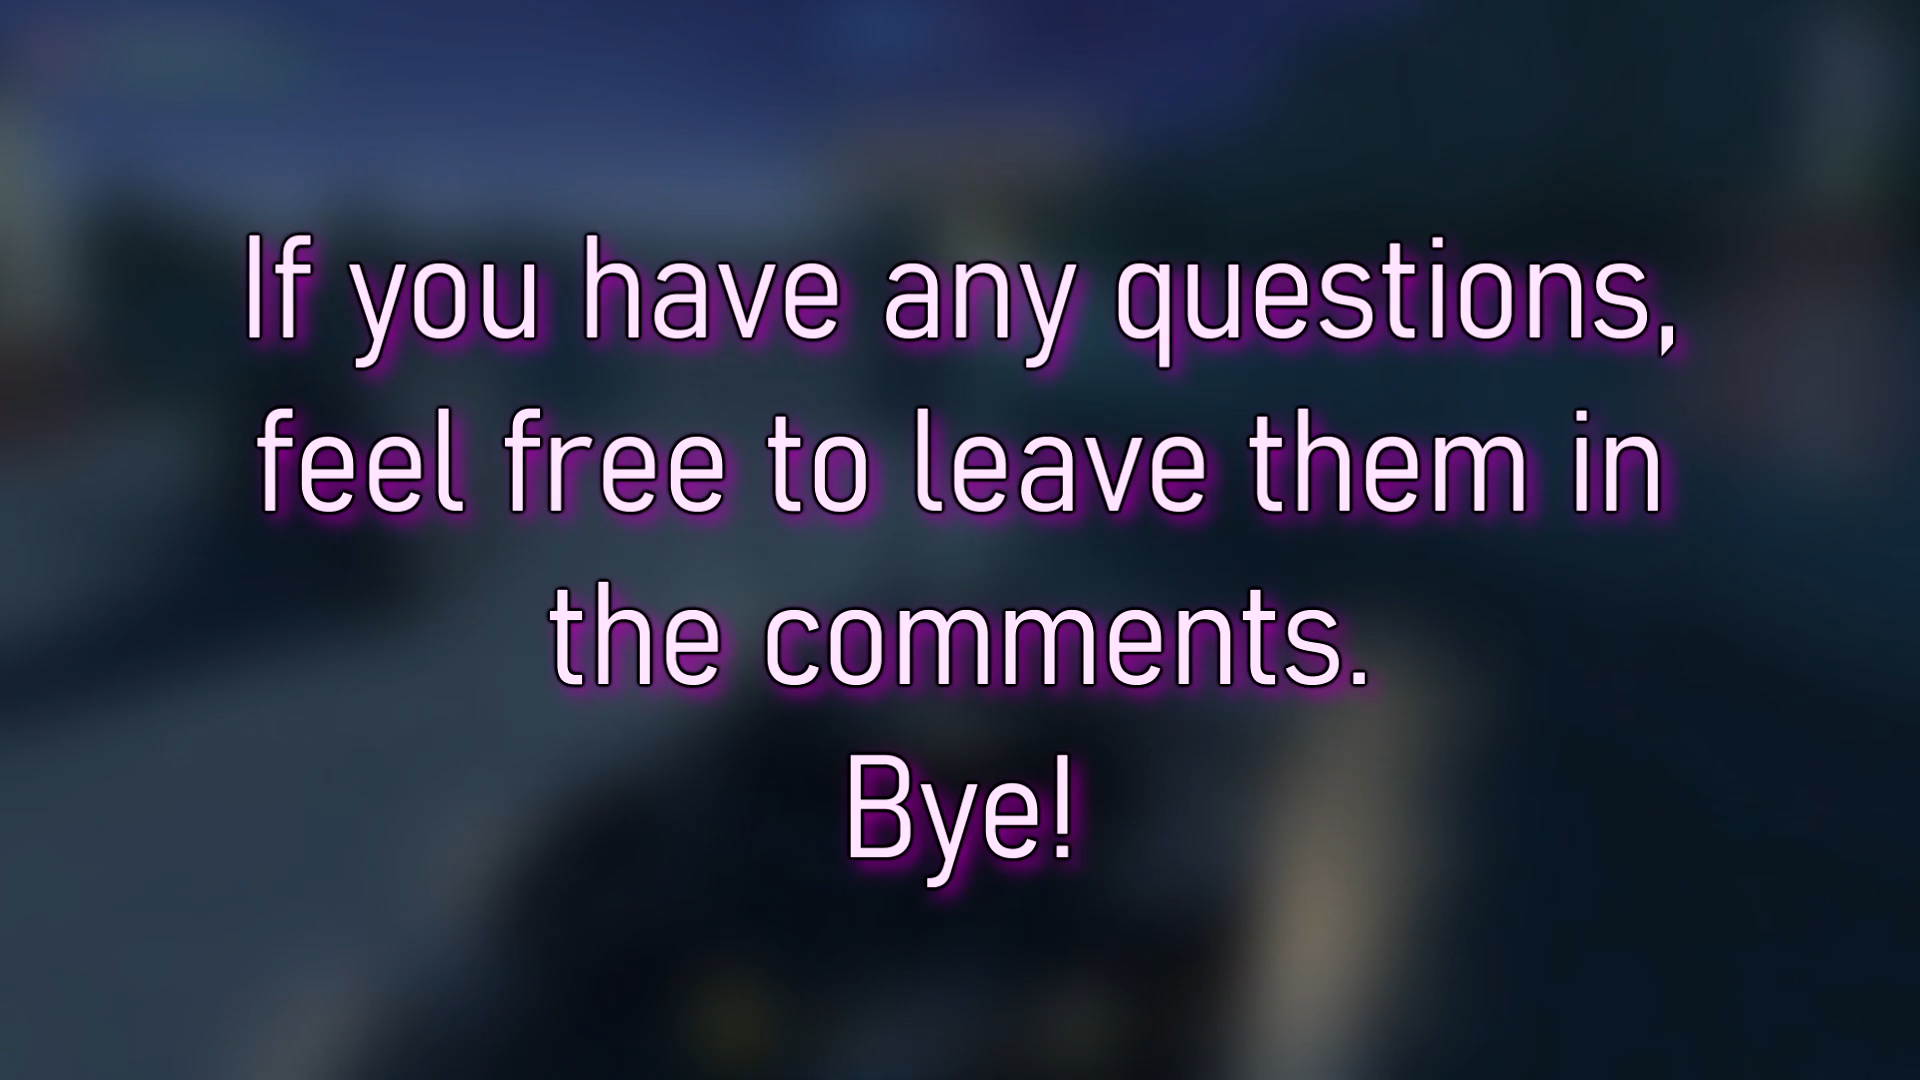 If you have any questions,
feel free to leave them in
the comments.
Bye!